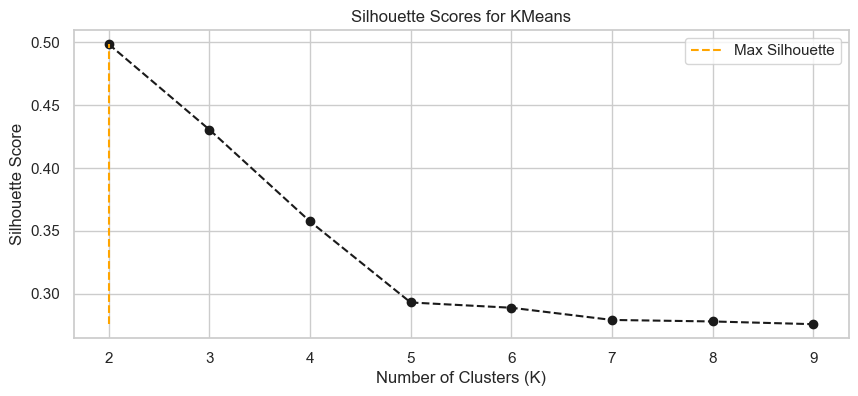 Silhouette Scores for KMeans
Max Silhouette
Silhouette Score
0.50
0.45
0.40
0.35
0.30
2 3 4 5 6 7 8 9
Number of Clusters (K)